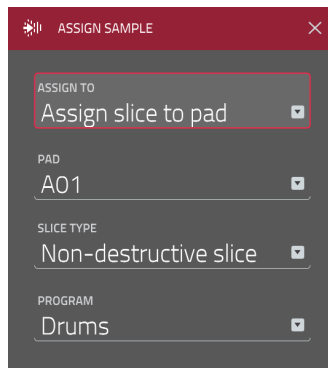 ASSIGN SAMPLE
ASSIGN TO
Assign slice to pad
PAD
A01
SLICE TYPE
Non-destructive slice
PROGRAM
Drums